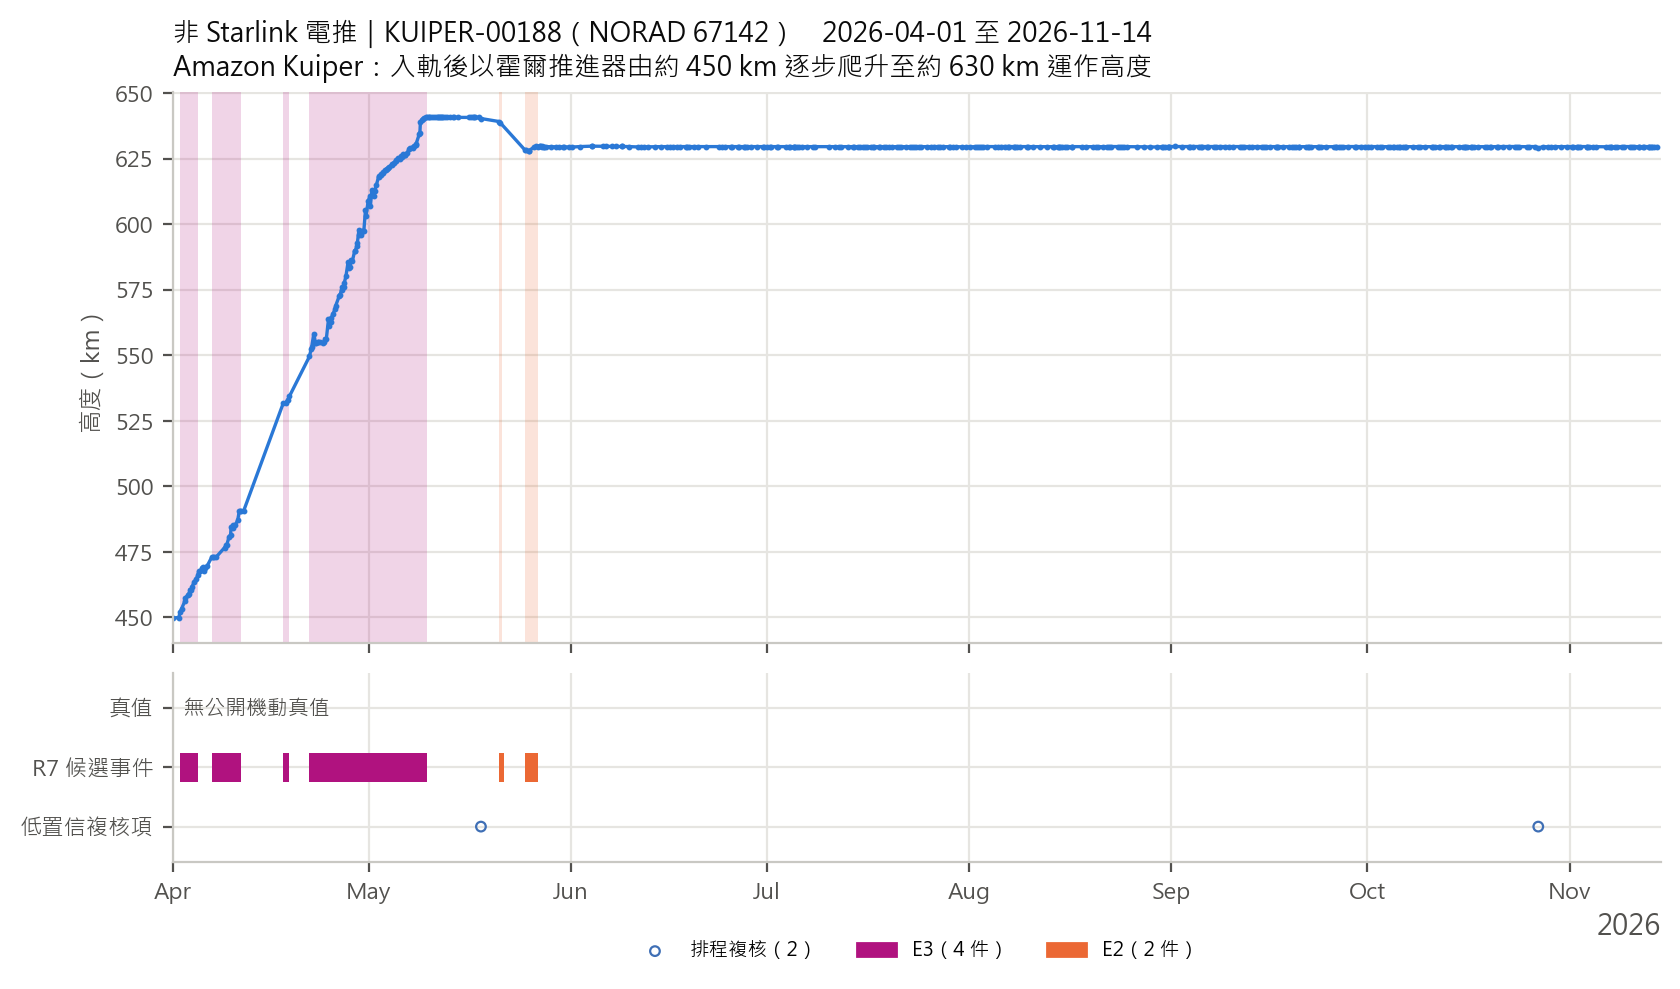 非 Starlink 電推 | KUIPER-00188（NORAD 67142） 2026-04-01 至 2026-11-14
Amazon Kuiper：入軌後以霍爾推進器由約 450 km 逐步爬升至約 630 km 運作高度
650
625
600
575
550
525
500
475
450
高度（km）
真值
無公開機動真值
R7 候選事件
低置信複核項
Apr May Jun Jul Aug Sep Oct Nov
2026
排程複核（2） E3（4 件） E2（2 件）